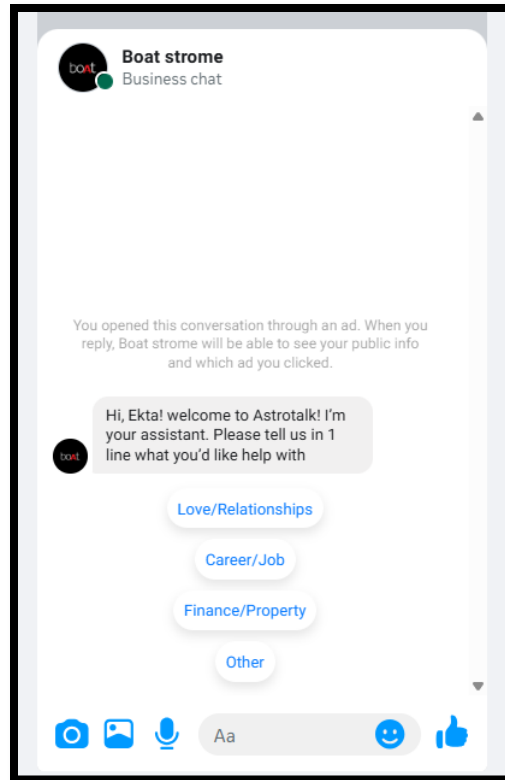 boAt
Boat strome
Business chat
You opened this conversation through an ad. When you
reply, Boat strome will be able to see your public info
and which ad you clicked.
Hi, Ekta! welcome to Astrotalk! I'm
your assistant. Please tell us in 1
line what you'd like help with
boAt
Love/Relationships
Career/Job
Finance/Property
Other
Aa